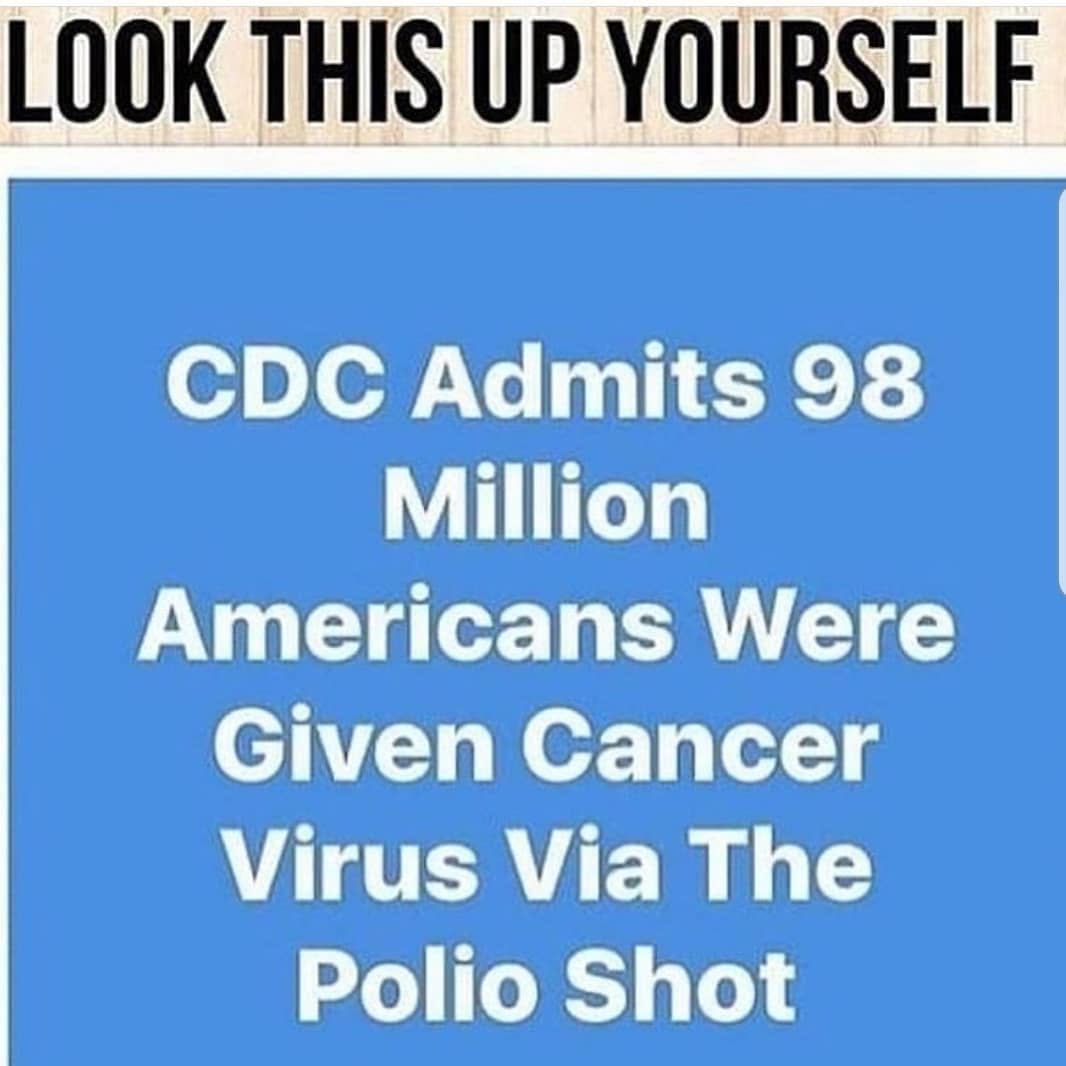 LOOK THIS UP YOURSELF
CDC Admits 98
Million
Americans Were
Given Cancer
Virus Via The
Polio Shot